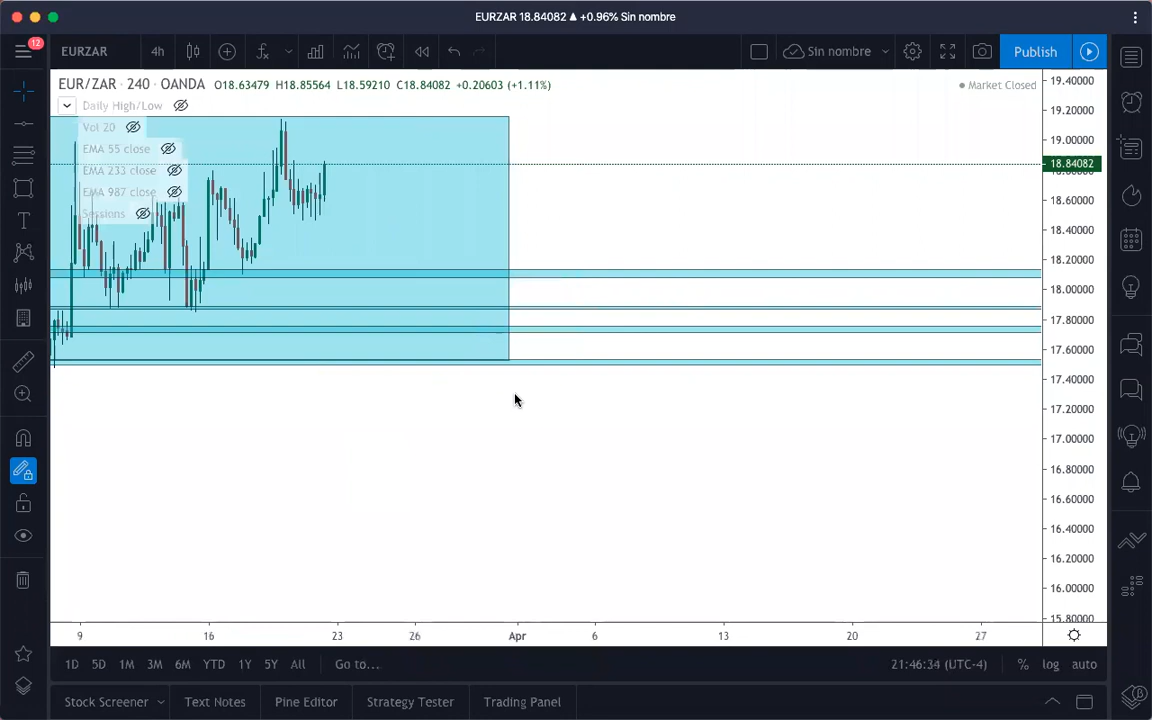 EURZAR 18.84082 ▲ +0.96% Sin nombre
12
EURZAR 4h Sin nombre Publish
EUR/ZAR · 240 · OANDA O18.63479 H18.85564 L18.59210 C18.84082 +0.20603 (+1.11%)
Market Closed
Daily High/Low
Vol 20
EMA 55 close
EMA 233 close
EMA 987 close
Sessions
19.40000
19.20000
19.00000
18.84082
18.60000
18.40000
18.20000
18.00000
17.80000
17.60000
17.40000
17.20000
17.00000
16.80000
16.60000
16.40000
16.20000
16.00000
15.80000
9 16 23 26 Apr 6 13 20 27
1D 5D 1M 3M 6M YTD 1Y 5Y All Go to... 21:46:34 (UTC-4) % log auto
Stock Screener Text Notes Pine Editor Strategy Tester Trading Panel